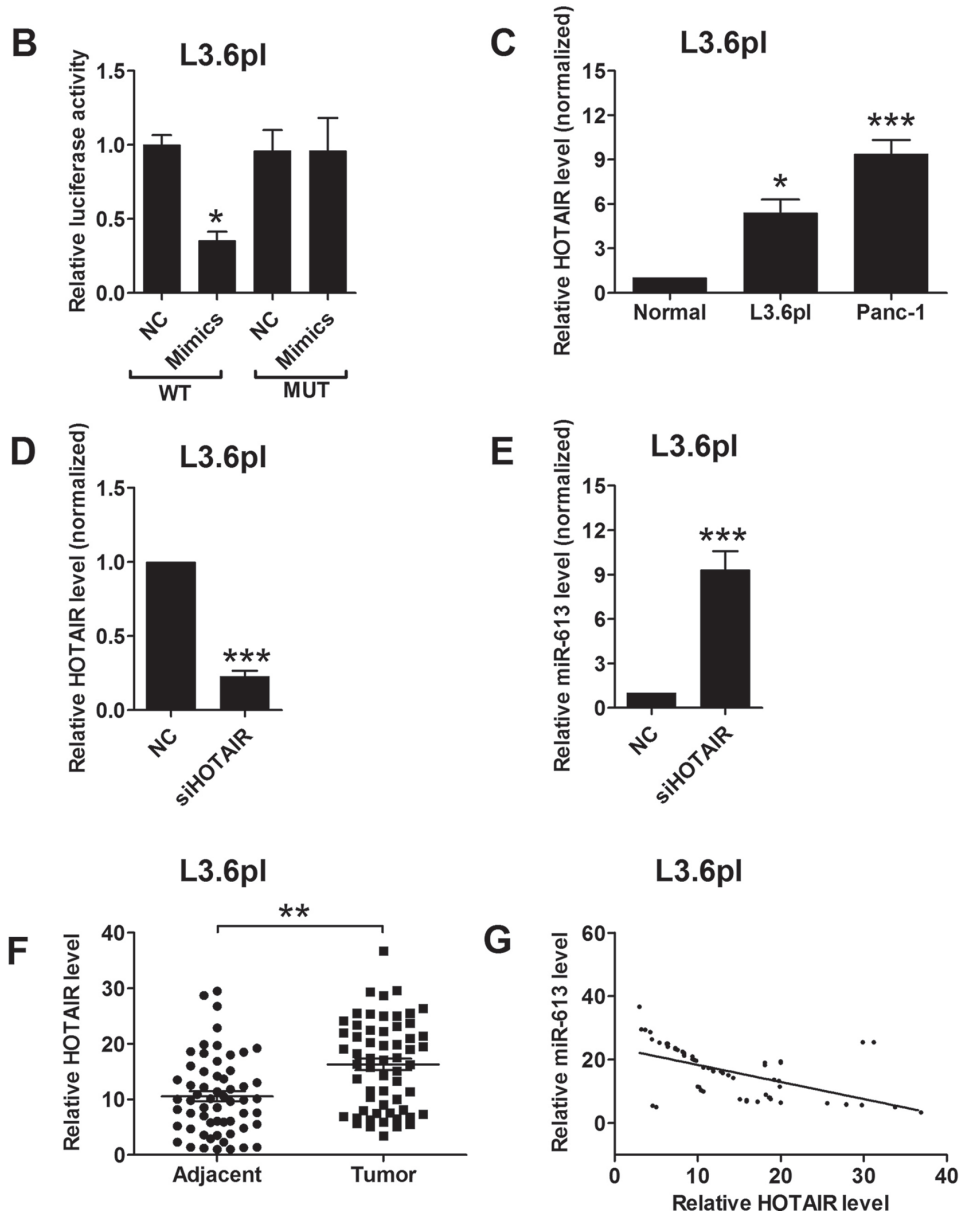 B
L3.6pl
Relative luciferase activity
1.5
1.0
0.5
0.0
*
NC
Mimics
NC
Mimics
WT
MUT
C
L3.6pl
Relative HOTAIR level (normalized)
15
12
9
6
3
0
*
***
Normal
L3.6pl
Panc-1
D
L3.6pl
Relative HOTAIR level (normalized)
1.5
1.0
0.5
0.0
***
NC
siHOTAIR
E
L3.6pl
Relative miR-613 level (normalized)
15
12
9
6
3
0
***
NC
siHOTAIR
F
L3.6pl
Relative HOTAIR level
40
30
20
10
0
**
Adjacent
Tumor
G
L3.6pl
Relative miR-613 level
60
40
20
0
0
10
20
30
40
Relative HOTAIR level